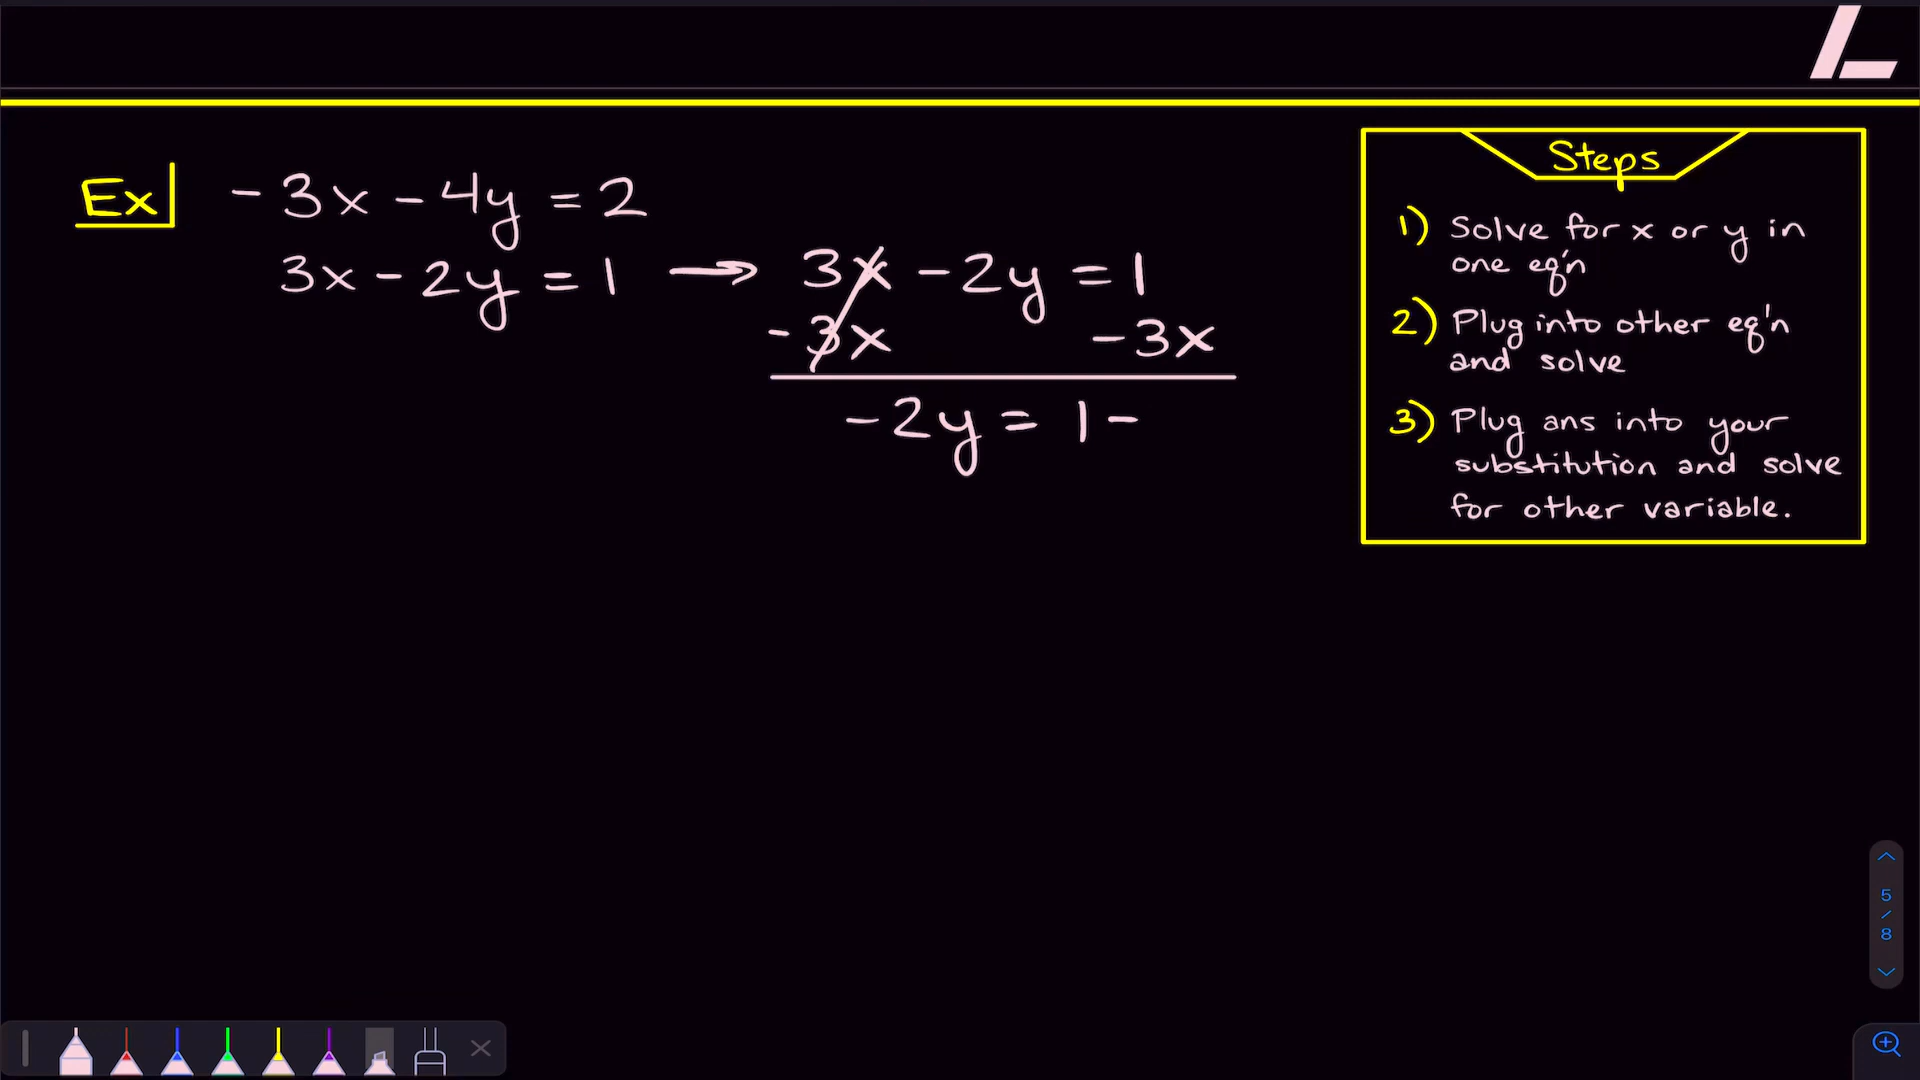 Ex
-3x - 4y = 2
3x - 2y = 1 → 3x - 2y = 1
-3x -3x
-2y = 1 -
Steps
1) Solve for x or y in
one eq'n
2) Plug into other eq'n
and solve
3) Plug ans into your
substitution and solve
for other variable.
5
/
8